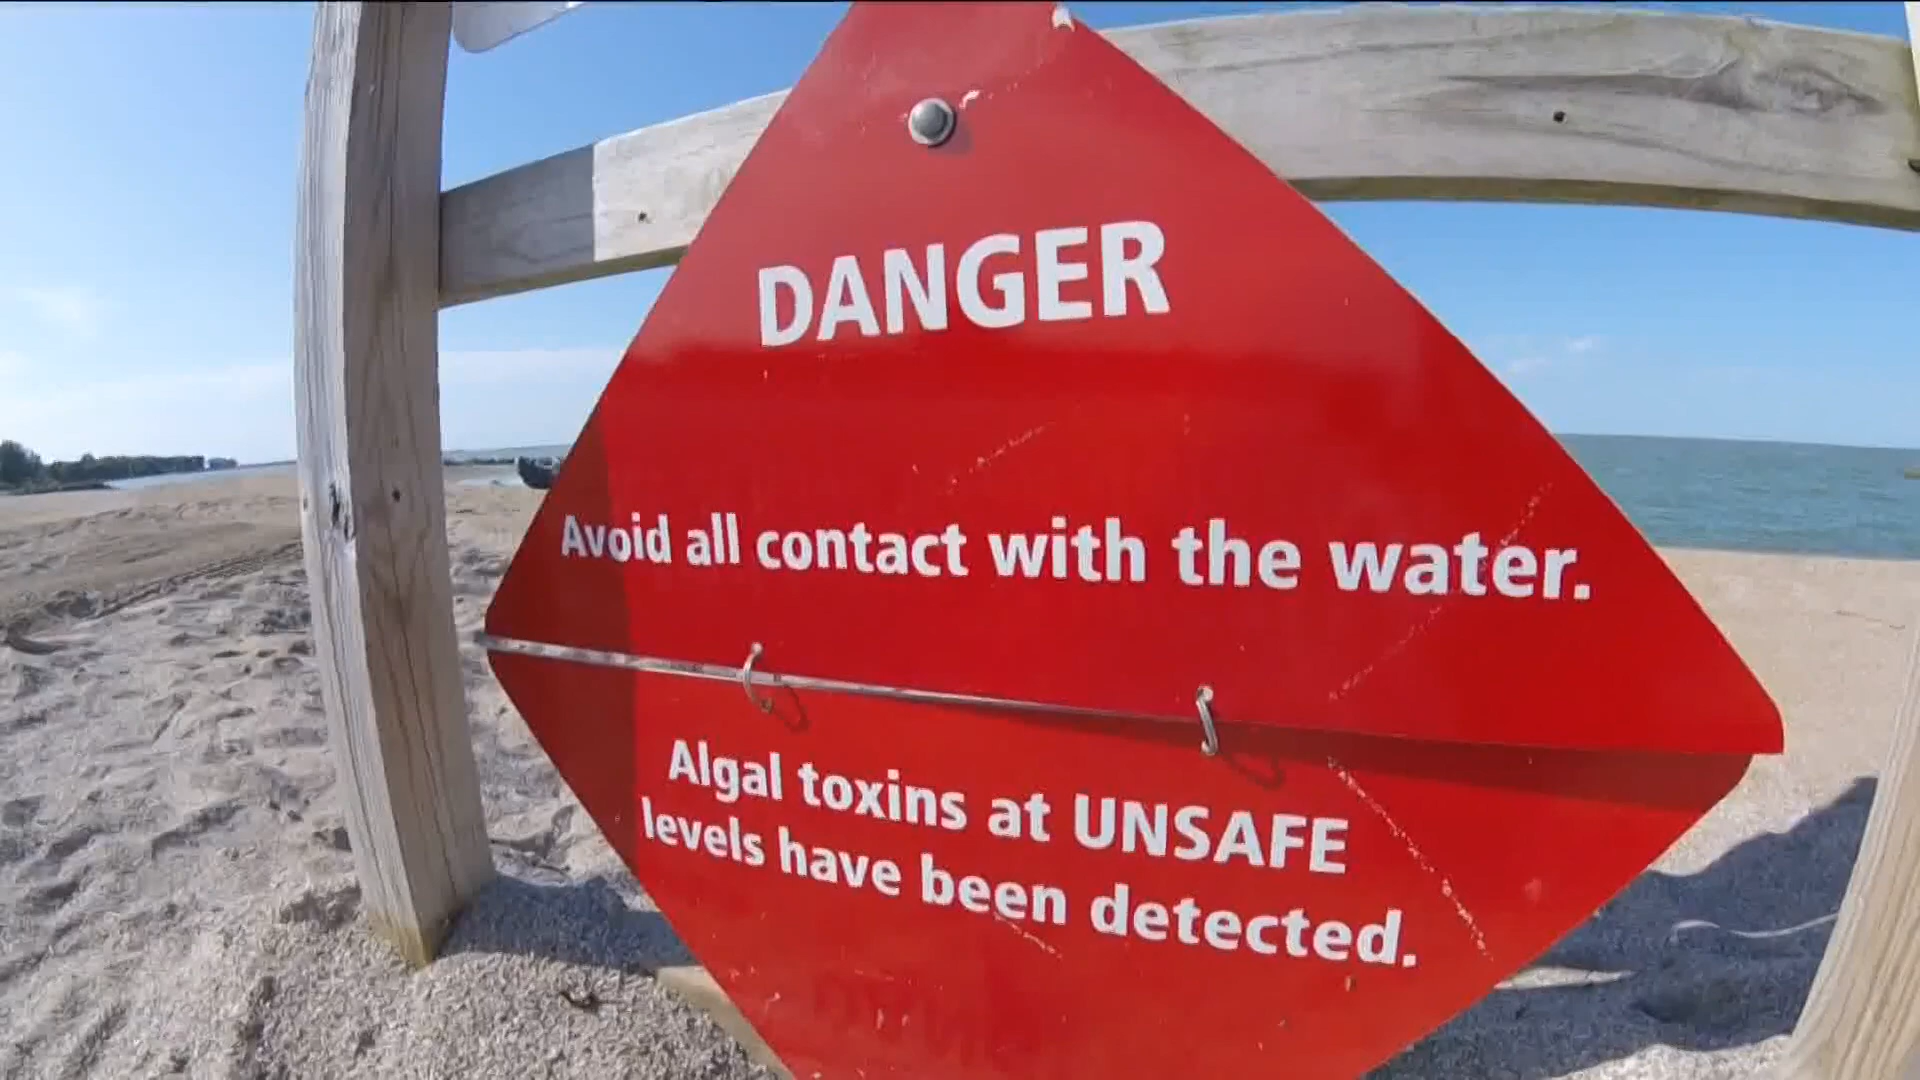 DANGER
Avoid all contact with the water.
Algal toxins at UNSAFE
levels have been detected.